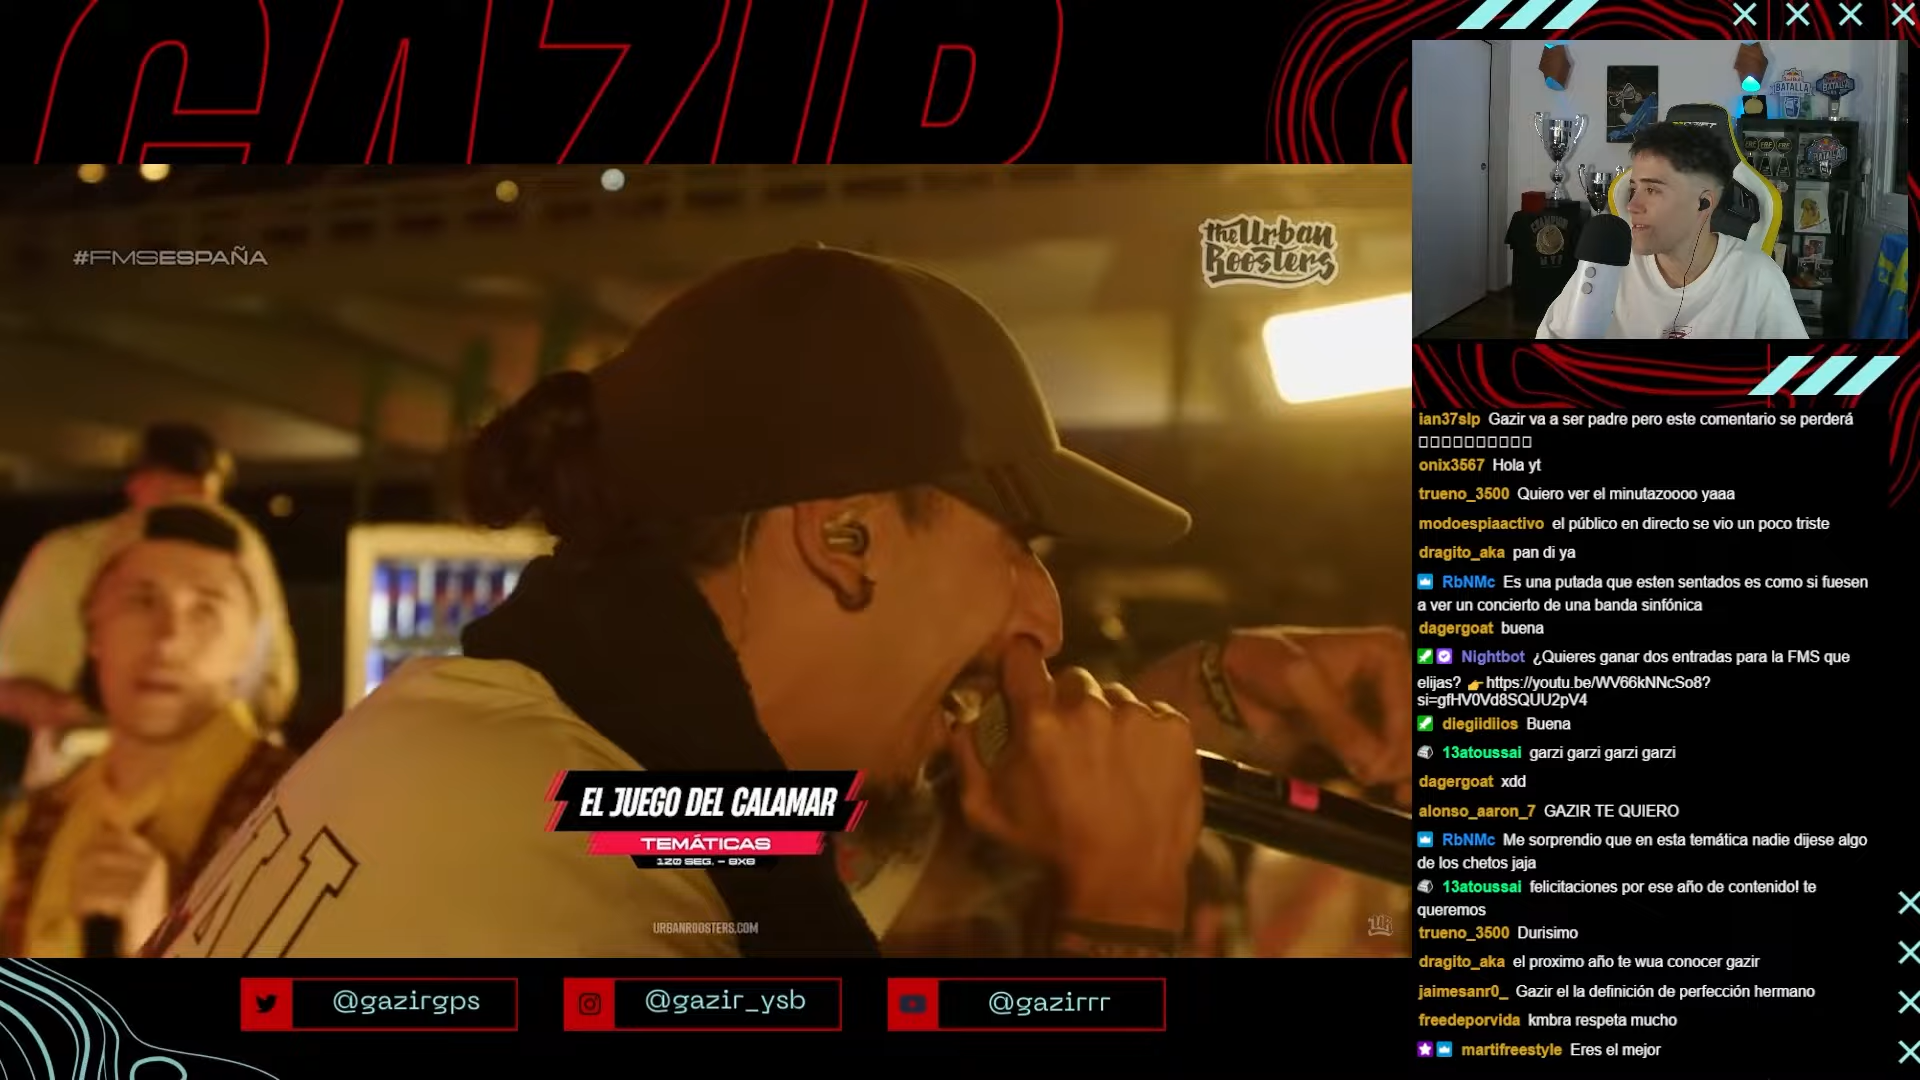 GAZIR
#FMSESPAÑA
the Urban
Roosters
EL JUEGO DEL CALAMAR
TEMÁTICAS
120 SEG. - 8X8
URBANROOSTERS.COM
UR
@gazirgps
@gazir_ysb
@gazirrr
BATALLA
BATALLA
BATALLA
CHAMPION
ian37slp Gazir va a ser padre pero este comentario se perderá
▯▯▯▯▯▯▯▯▯▯
onix3567 Hola yt
trueno_3500 Quiero ver el minutazoooo yaaa
modoespiaactivo el público en directo se vio un poco triste
dragito_aka pan di ya
RbNMc Es una putada que esten sentados es como si fuesen
a ver un concierto de una banda sinfónica
dagergoat buena
Nightbot ¿Quieres ganar dos entradas para la FMS que
elijas? 👉https://youtu.be/WV66kNNcSo8?
si=gfHV0Vd8SQUU2pV4
diegiidiios Buena
13atoussai garzi garzi garzi garzi
dagergoat xdd
alonso_aaron_7 GAZIR TE QUIERO
RbNMc Me sorprendio que en esta temática nadie dijese algo
de los chetos jaja
13atoussai felicitaciones por ese año de contenido! te
queremos
trueno_3500 Durisimo
dragito_aka el proximo año te wua conocer gazir
jaimesanr0_ Gazir el la definición de perfección hermano
freedeporvida kmbra respeta mucho
martifreestyle Eres el mejor